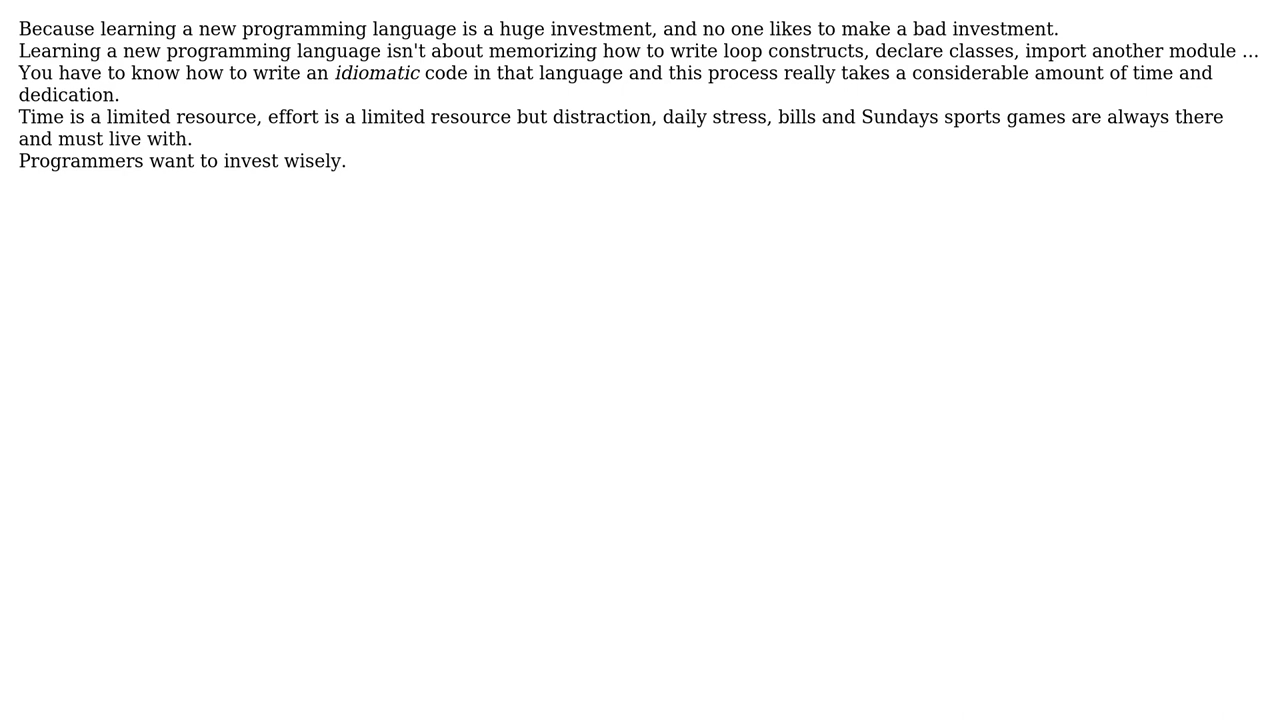 Because learning a new programming language is a huge investment, and no one likes to make a bad investment.
Learning a new programming language isn't about memorizing how to write loop constructs, declare classes, import another module ...
You have to know how to write an idiomatic code in that language and this process really takes a considerable amount of time and
dedication.
Time is a limited resource, effort is a limited resource but distraction, daily stress, bills and Sundays sports games are always there
and must live with.
Programmers want to invest wisely.